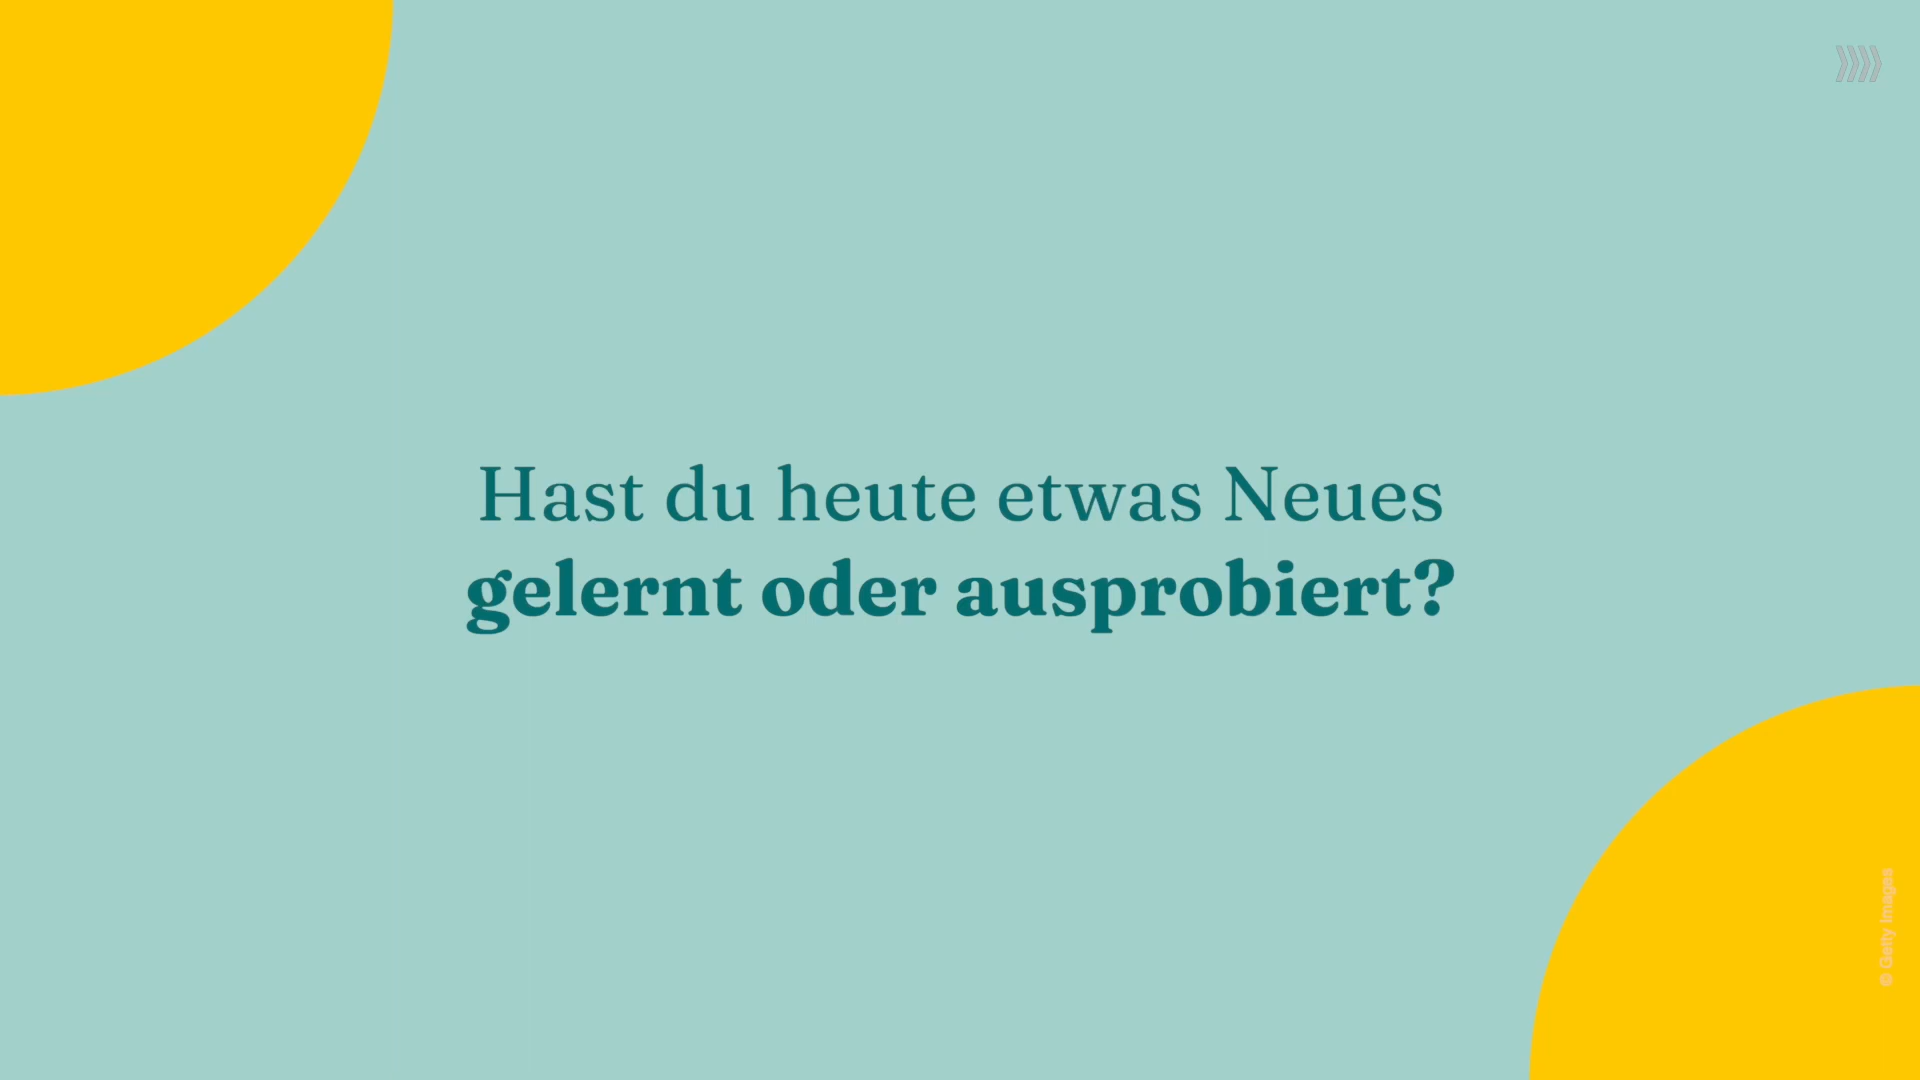 Hast du heute etwas Neues
gelernt oder ausprobiert?
© Getty Images